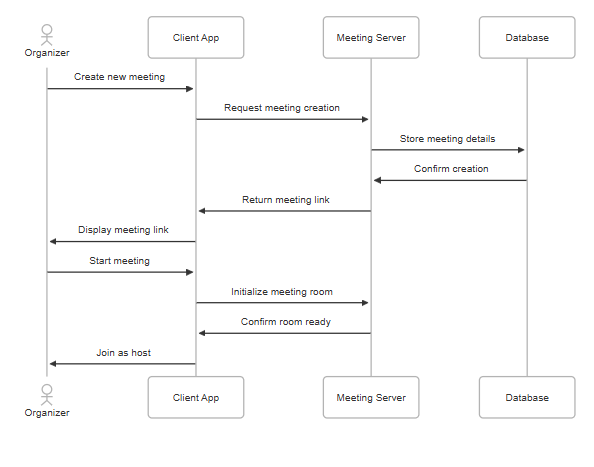 Organizer
Client App
Meeting Server
Database
Create new meeting
Request meeting creation
Store meeting details
Confirm creation
Return meeting link
Display meeting link
Start meeting
Initialize meeting room
Confirm room ready
Join as host
Organizer
Client App
Meeting Server
Database